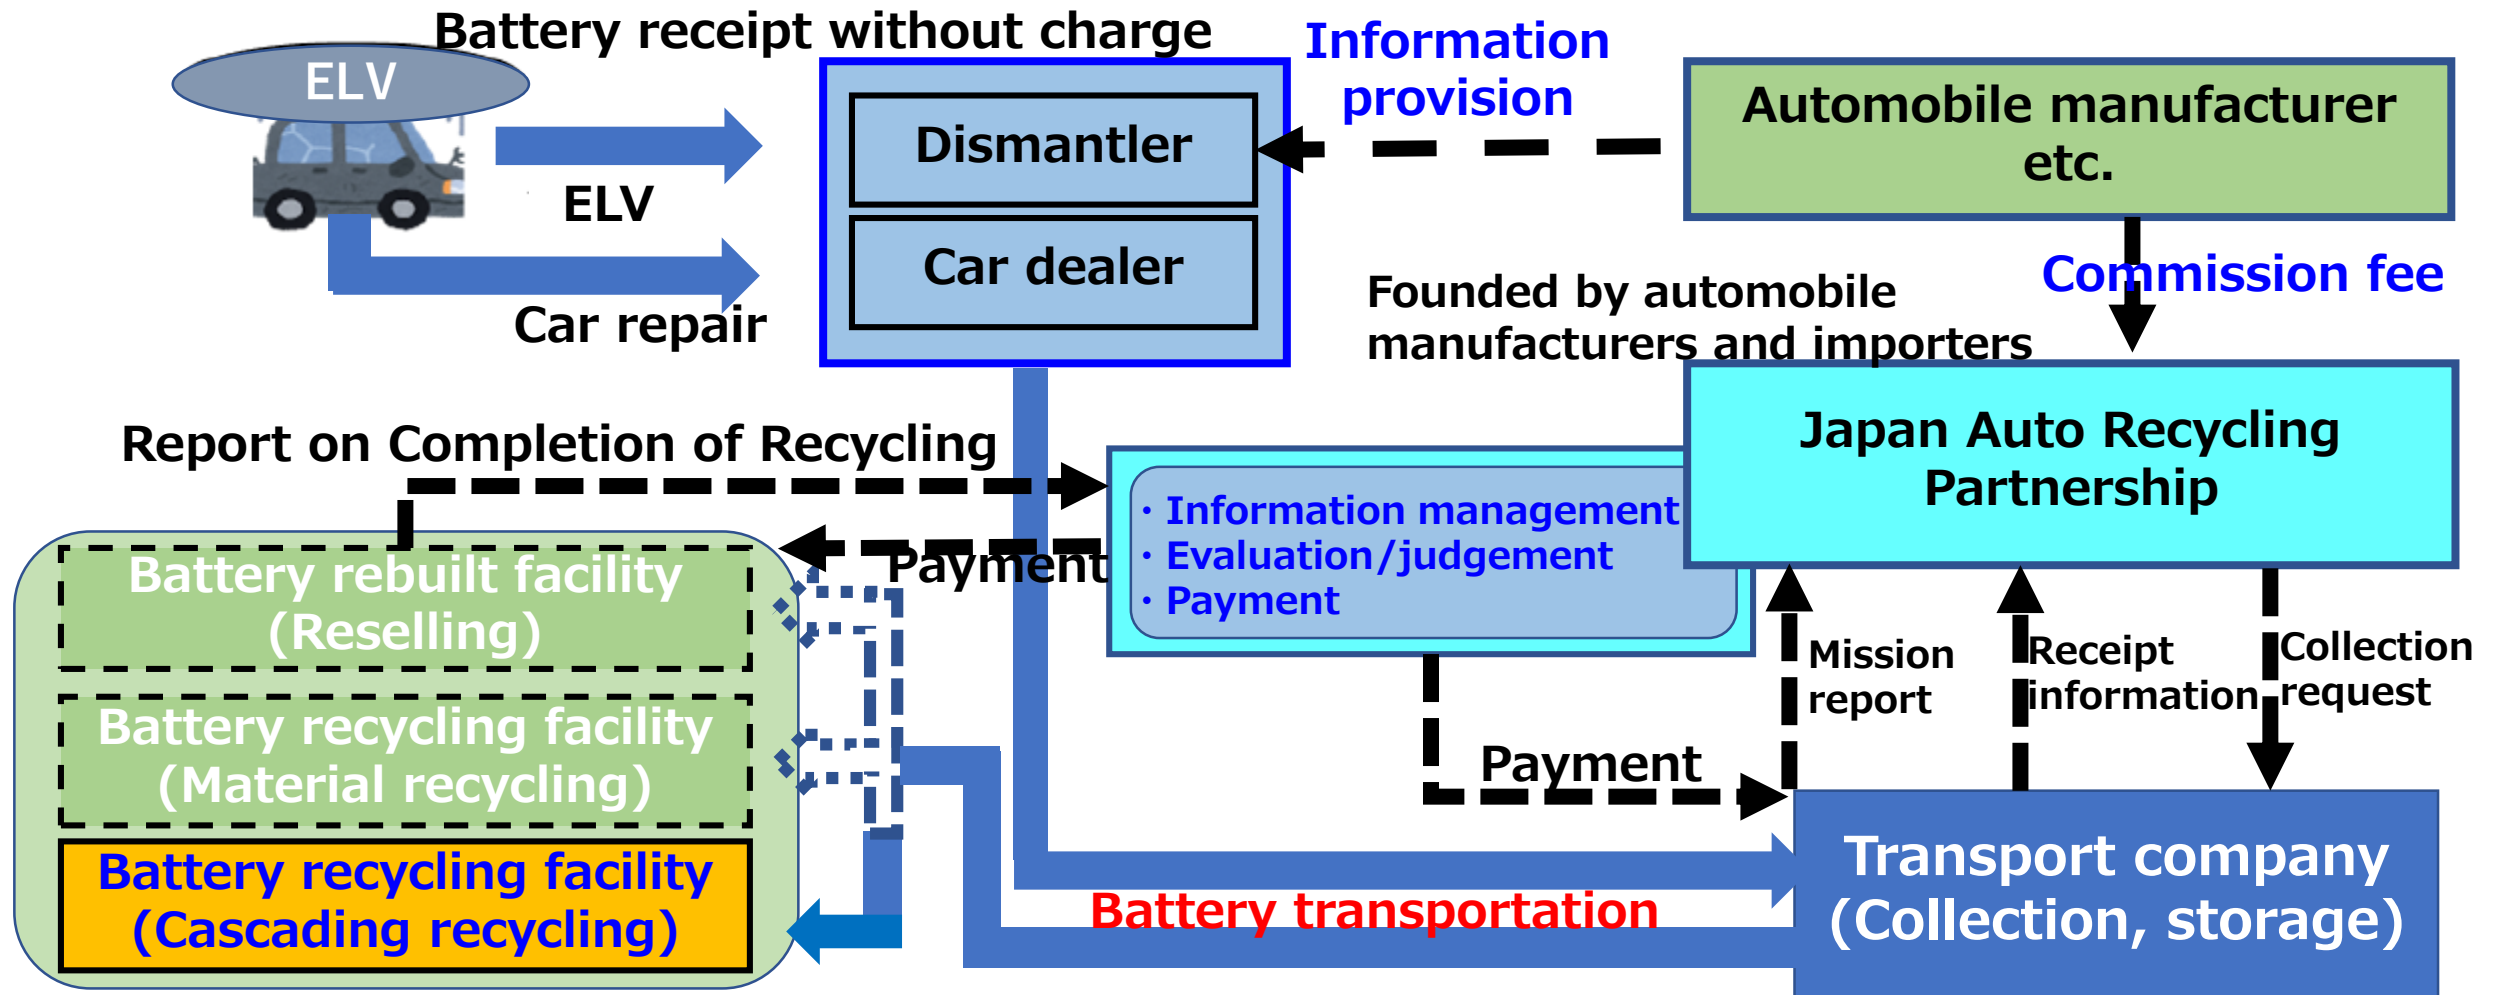 Battery receipt without charge
ELV
Information
provision
Automobile manufacturer
etc.
Dismantler
ELV
Car dealer
Car repair
Commission fee
Founded by automobile
manufacturers and importers
Japan Auto Recycling
Partnership
Report on Completion of Recycling
・Information management
・Evaluation/judgement
・Payment
Payment
Battery rebuilt facility
(Reselling)
Mission
report
Receipt
information
Collection
request
Battery recycling facility
(Material recycling)
Payment
Battery recycling facility
(Cascading recycling)
Battery transportation
Transport company
(Collection, storage)